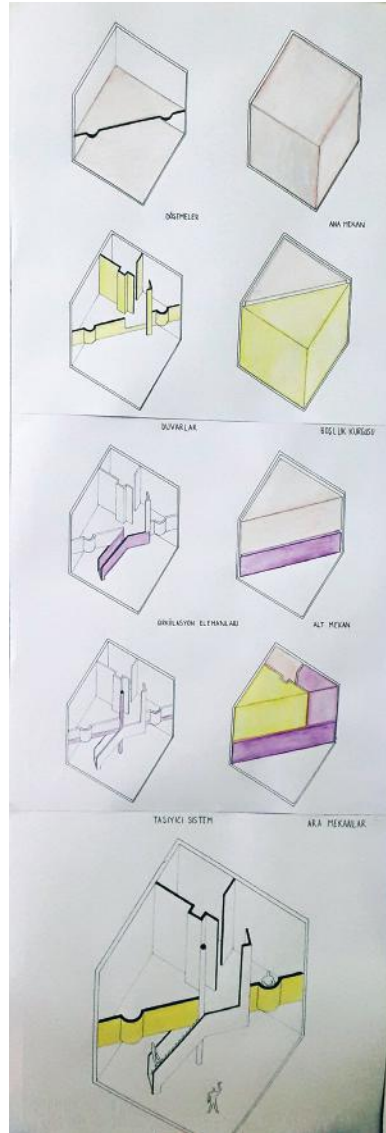 DÖŞEMELER
ANA MEKAN
DUVARLAR
BOŞLUK KURGUSU
SİRKÜLASYON ELEMANLARI
ALT MEKAN
TAŞIYICI SİSTEM
ARA MEKANLAR